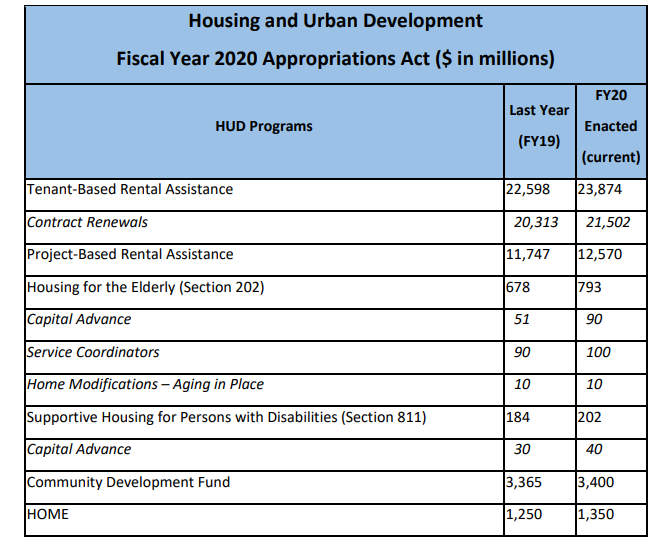 Housing and Urban Development
Fiscal Year 2020 Appropriations Act ($ in millions)
HUD Programs
Last Year
(FY19)
FY20
Enacted
(current)
Tenant-Based Rental Assistance 22,598 23,874
Contract Renewals 20,313 21,502
Project-Based Rental Assistance 11,747 12,570
Housing for the Elderly (Section 202) 678 793
Capital Advance 51 90
Service Coordinators 90 100
Home Modifications – Aging in Place 10 10
Supportive Housing for Persons with Disabilities (Section 811) 184 202
Capital Advance 30 40
Community Development Fund 3,365 3,400
HOME 1,250 1,350